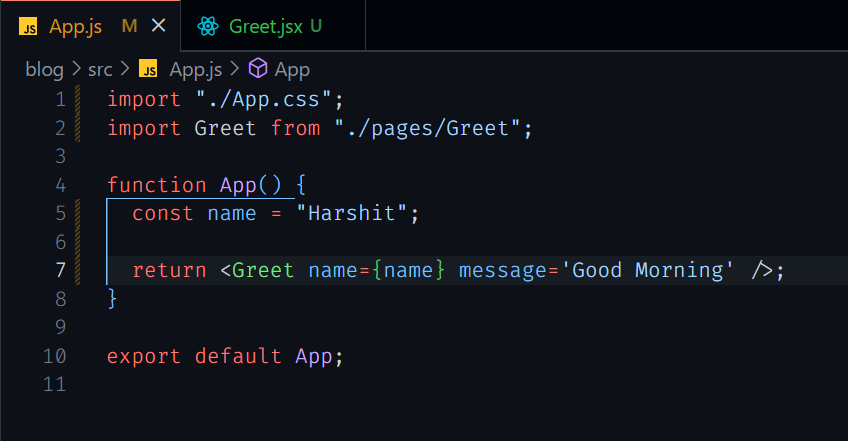 JS App.js M
Greet.jsx U
blog > src > JS App.js > App
1 import "./App.css";
2 import Greet from "./pages/Greet";
3
4 function App() {
5 const name = "Harshit";
6
7 return <Greet name={name} message='Good Morning' />;
8 }
9
10 export default App;
11